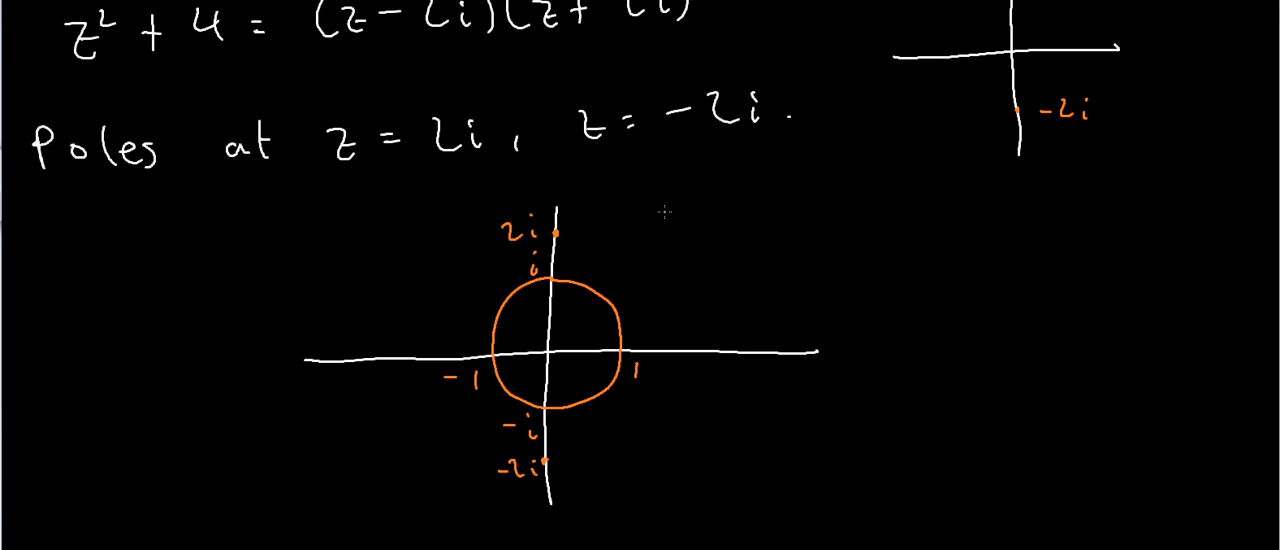 z² + 4 = (z - 2i)(z + 2i)
-2i
Poles at z = 2i, z = -2i.
2i
i
-1
1
-i
-2i